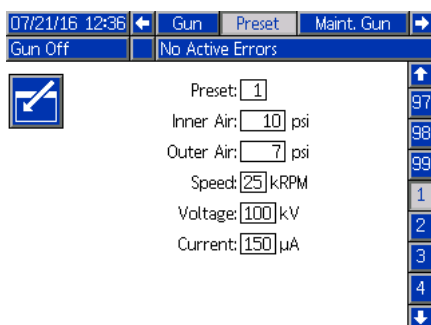 07/21/16 12:36 Gun Preset Maint. Gun
Gun Off No Active Errors
Preset: 1
Inner Air: 10 psi
Outer Air: 7 psi
Speed: 25 kRPM
Voltage: 100 kV
Current: 150 µA
97
98
99
1
2
3
4